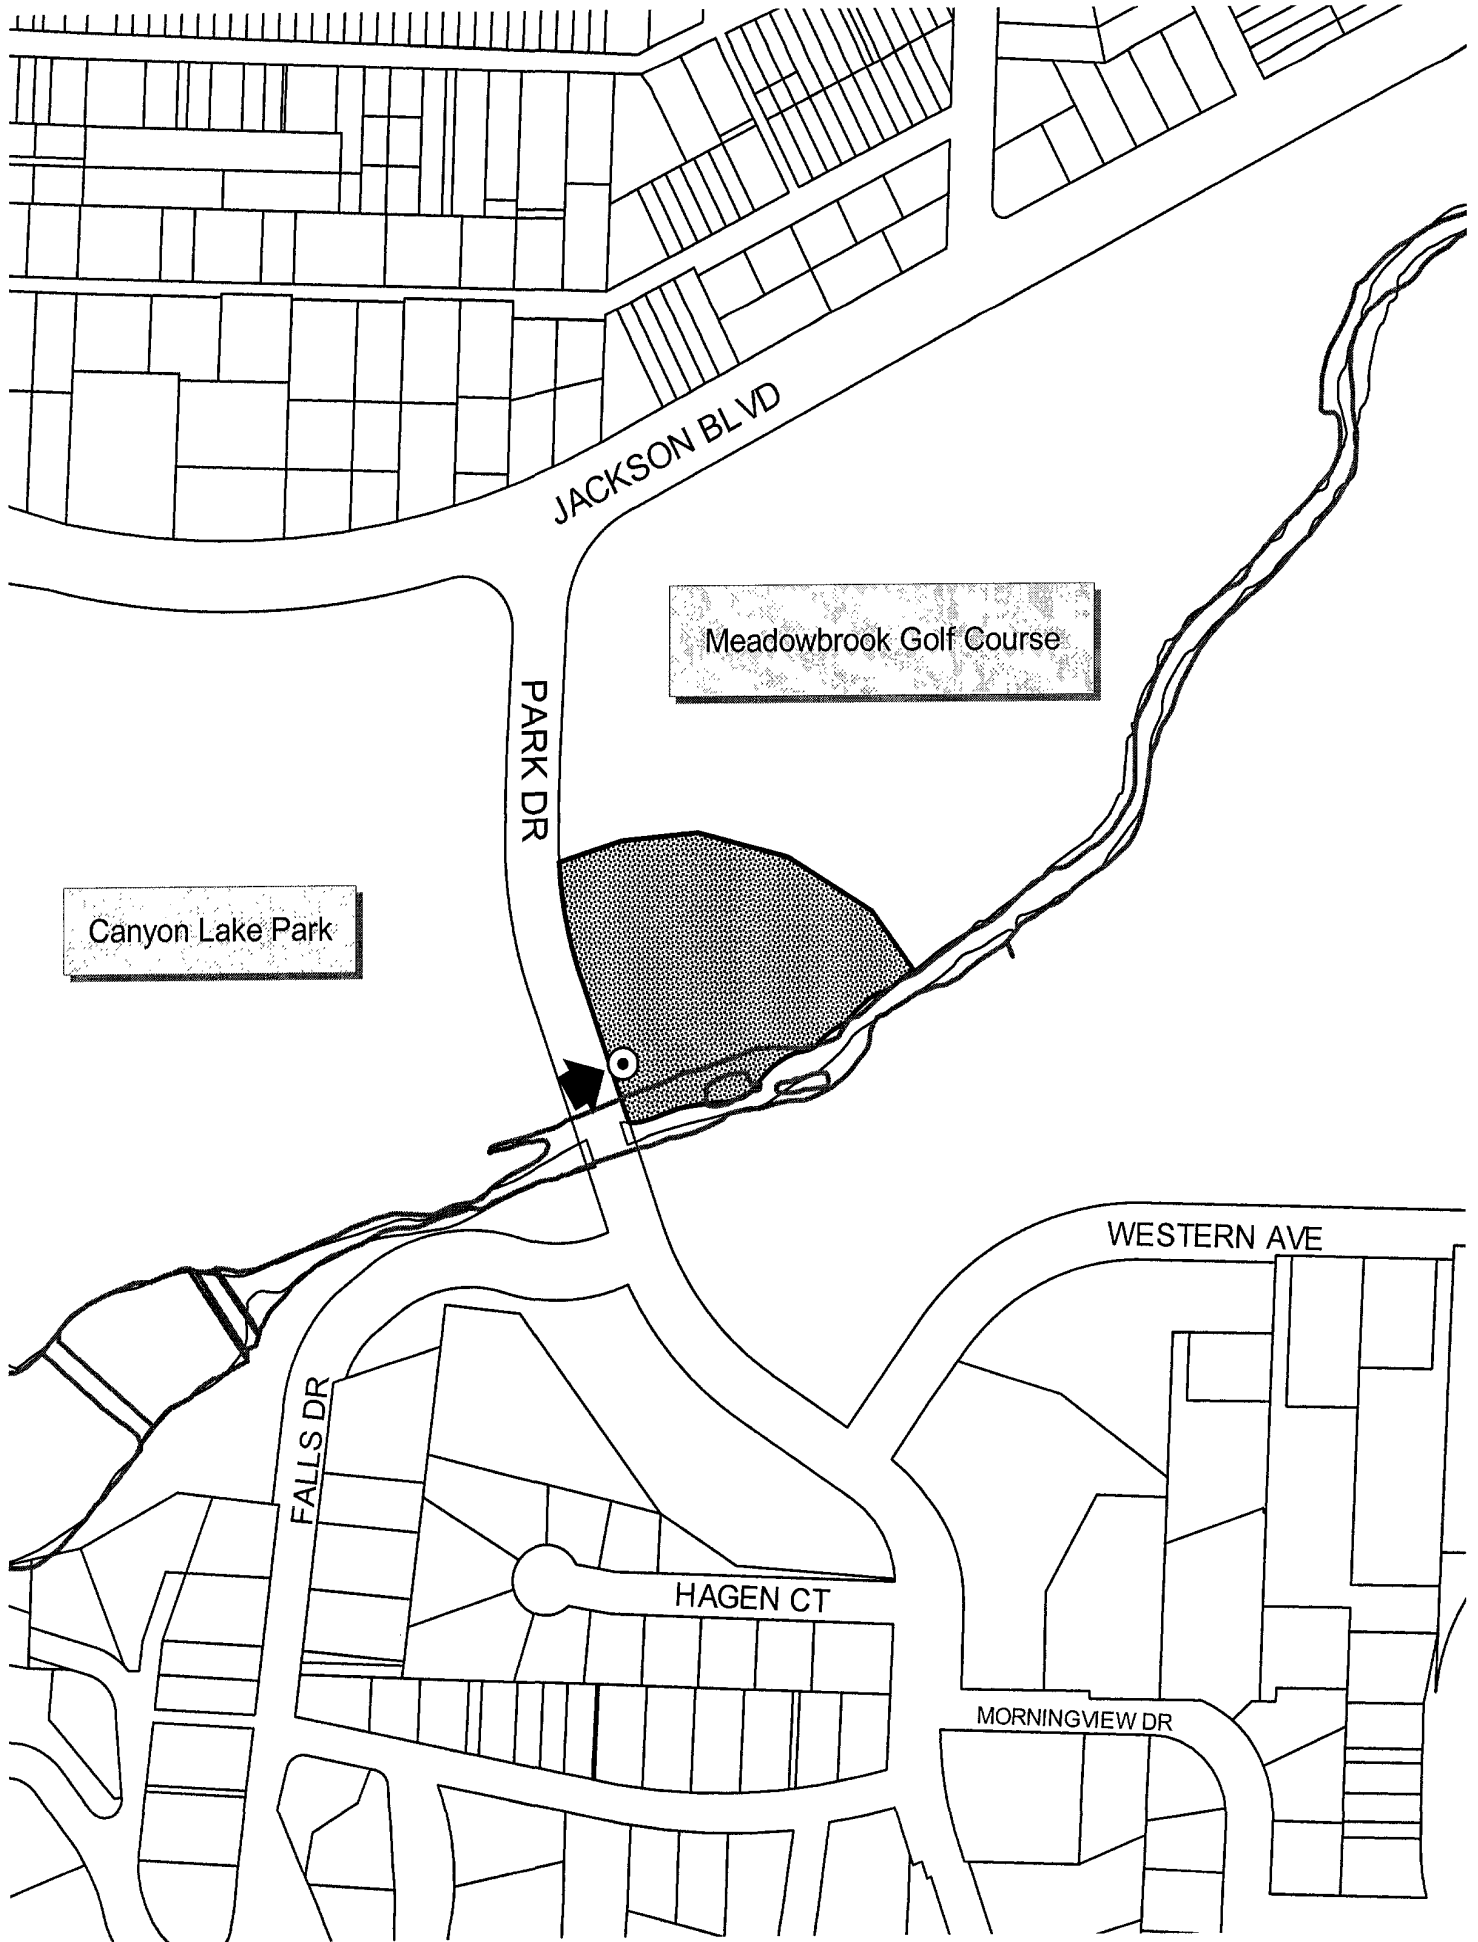 JACKSON BLVD
Meadowbrook Golf Course
PARK DR
Canyon Lake Park
WESTERN AVE
FALLS DR
HAGEN CT
MORNINGVIEW DR